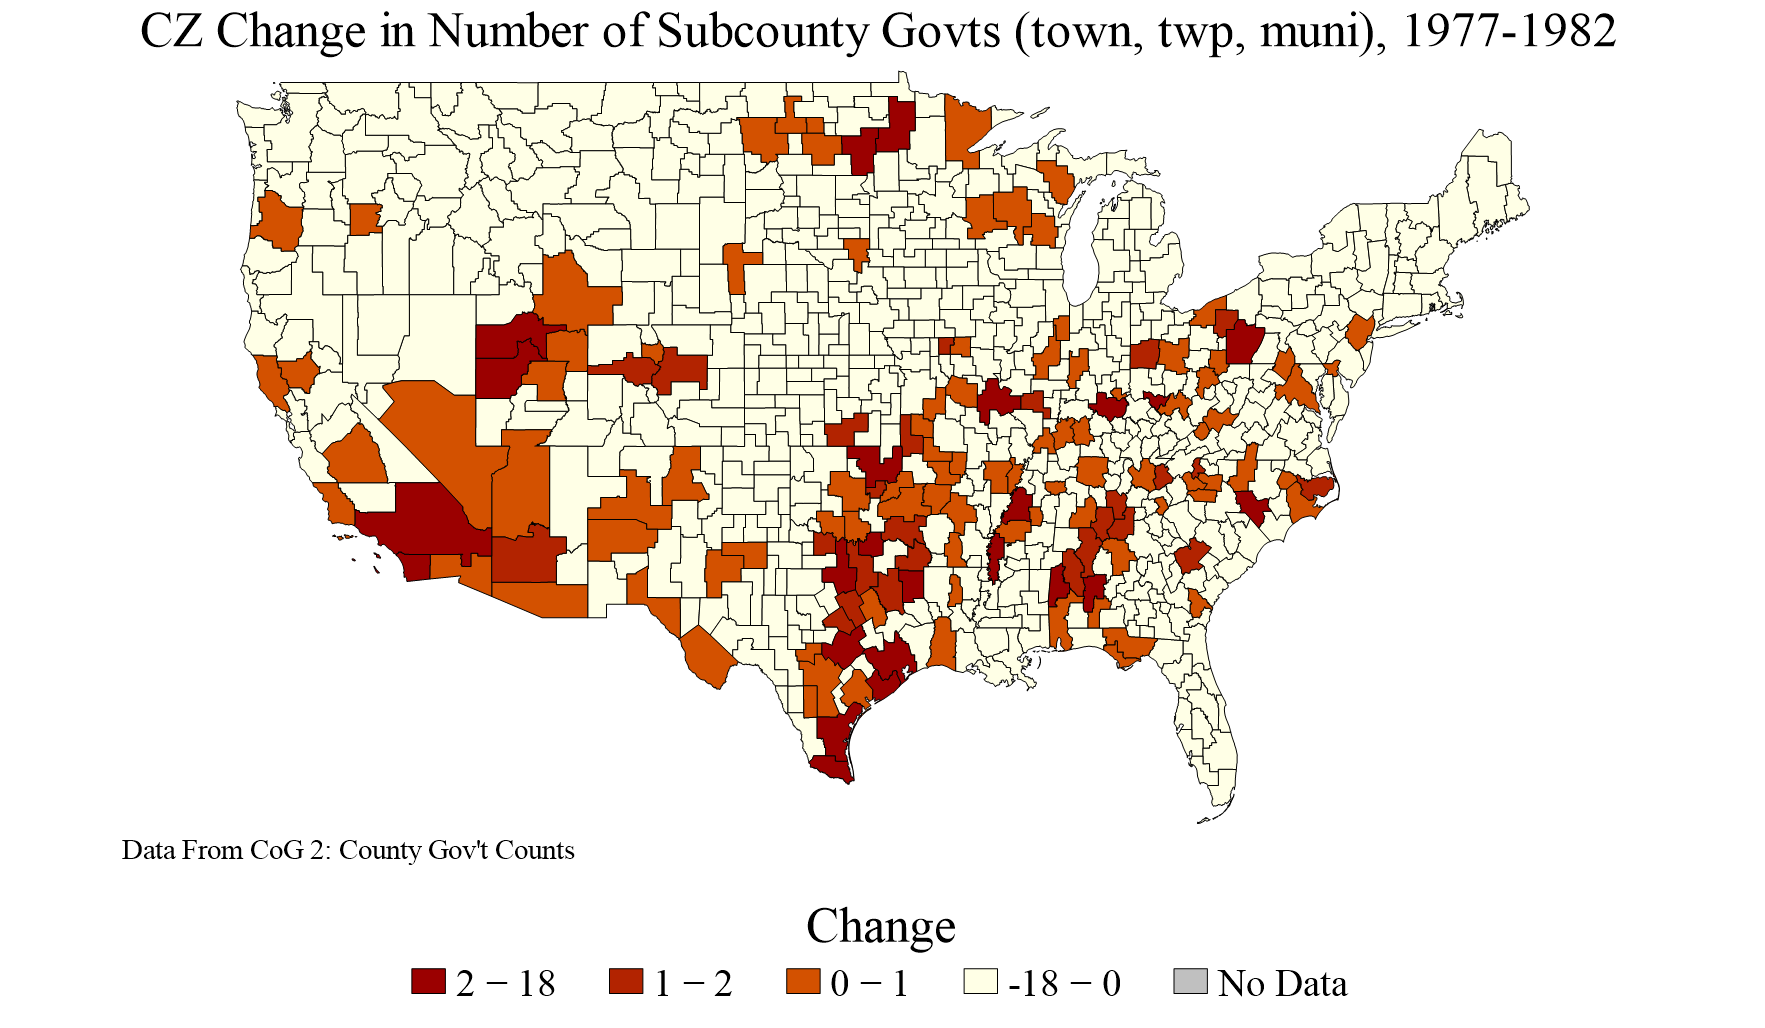 CZ Change in Number of Subcounty Govts (town, twp, muni), 1977-1982
Data From CoG 2: County Gov't Counts
Change
2 − 18
1 − 2
0 − 1
-18 − 0
No Data